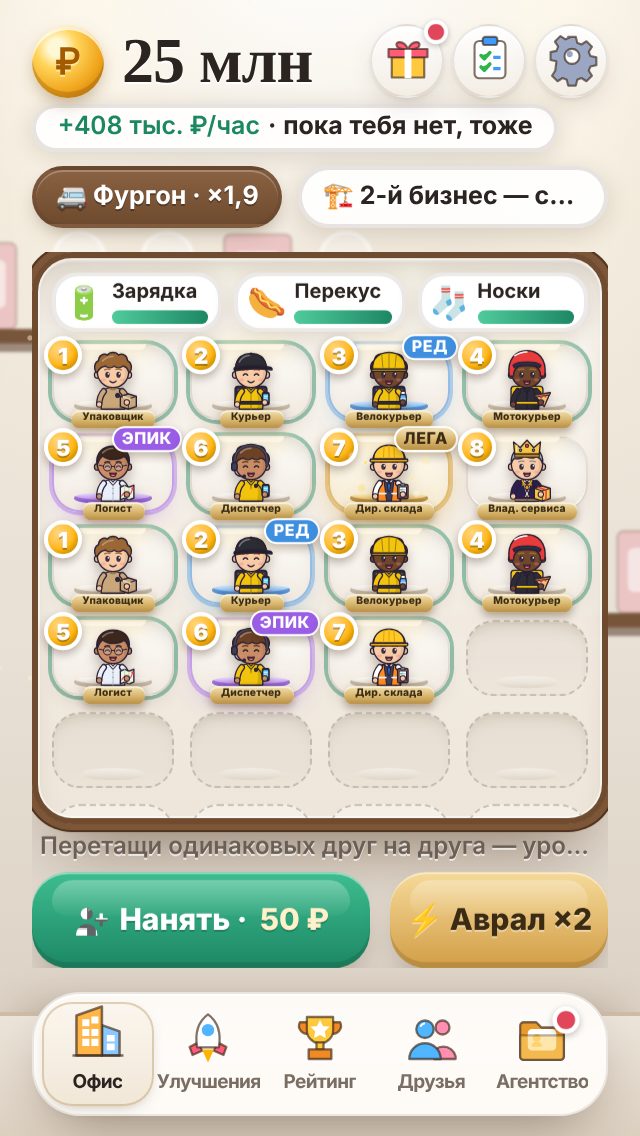 ₽ 25 млн
+408 тыс. ₽/час · пока тебя нет, тоже
Фургон · ×1,9
2-й бизнес — с…
Зарядка
Перекус
Носки
1 2 3 РЕД 4
Упаковщик Курьер Велокурьер Мотокурьер
5 ЭПИК 6 7 ЛЕГА 8
Логист Диспетчер Дир. склада Влад. сервиса
1 2 РЕД 3 4
Упаковщик Курьер Велокурьер Мотокурьер
5 6 ЭПИК 7
Логист Диспетчер Дир. склада
Перетащи одинаковых друг на друга — уро…
Нанять · 50 ₽
Аврал ×2
Офис Улучшения Рейтинг Друзья Агентство